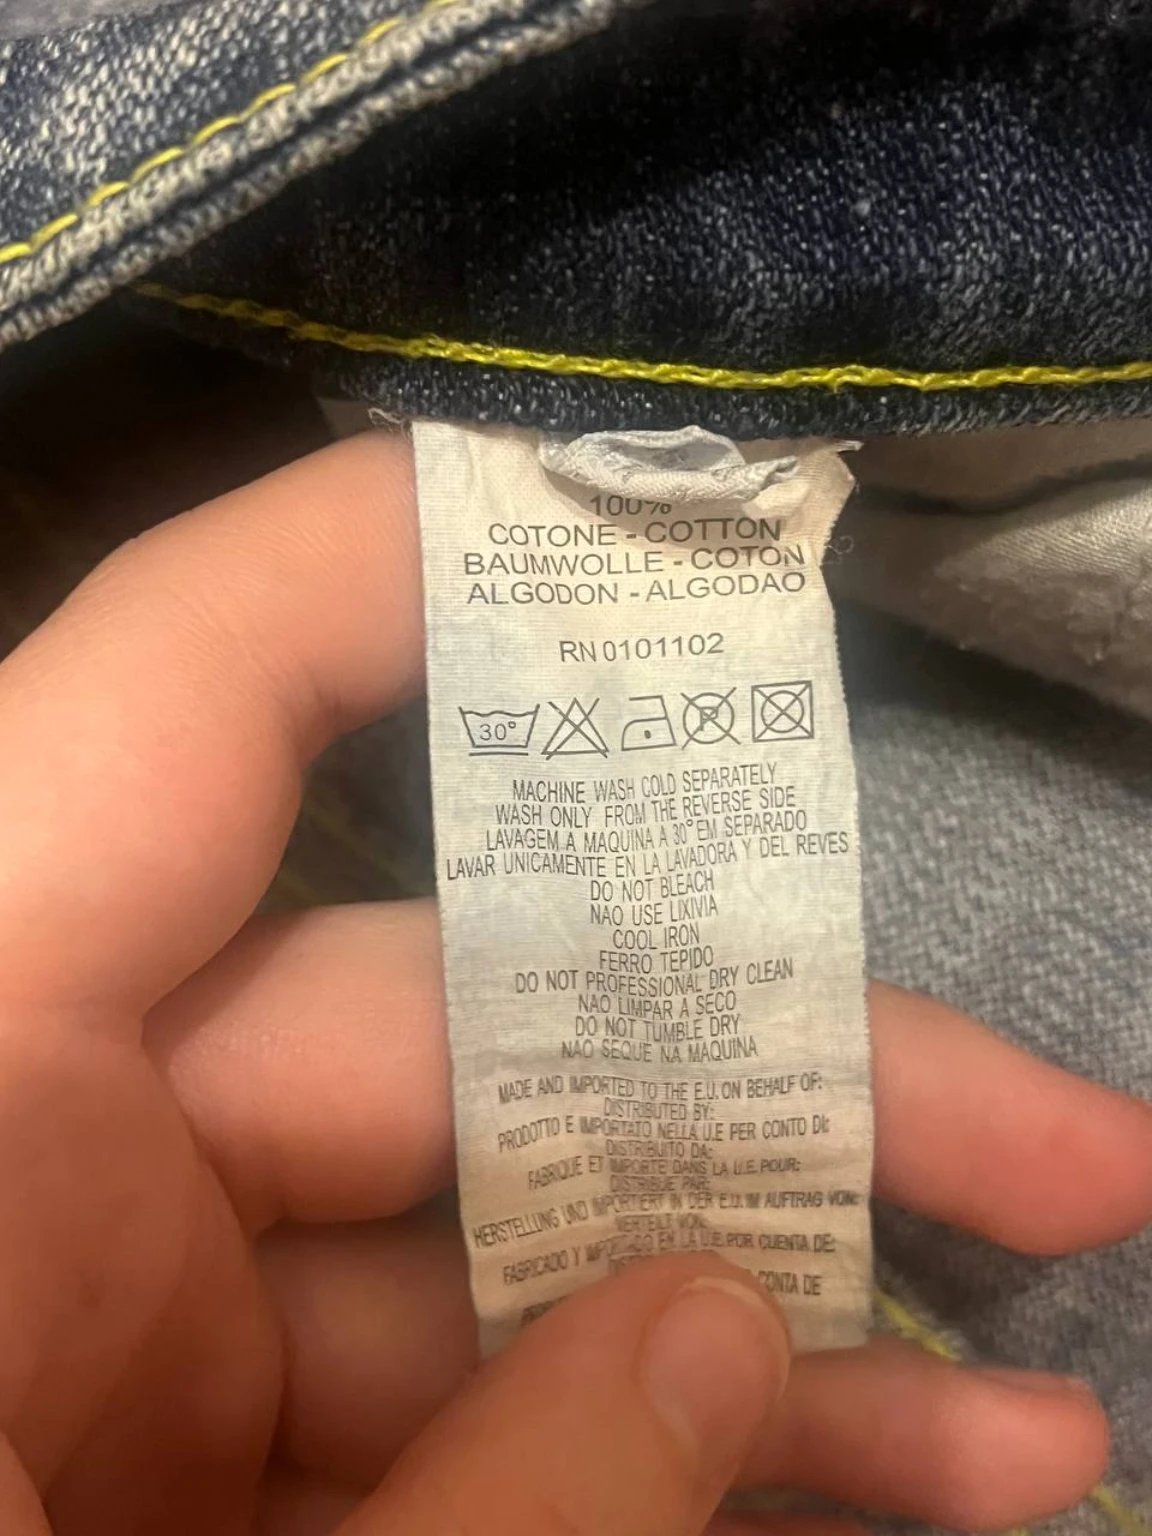 100%
COTONE - COTTON
BAUMWOLLE - COTON
ALGODON - ALGODAO
RN 0101102
30°
P
MACHINE WASH COLD SEPARATELY
WASH ONLY FROM THE REVERSE SIDE
LAVAGEM A MAQUINA A 30° EM SEPARADO
LAVAR UNICAMENTE EN LA LAVADORA Y DEL REVES
DO NOT BLEACH
NAO USE LIXIVIA
COOL IRON
FERRO TEPIDO
DO NOT PROFESSIONAL DRY CLEAN
NAO LIMPAR A SECO
DO NOT TUMBLE DRY
NAO SEQUE NA MAQUINA
MADE AND IMPORTED TO THE E.U. ON BEHALF OF:
DISTRIBUTED BY:
PRODOTTO E IMPORTATO NELLA U.E PER CONTO DI:
DISTRIBUITO DA:
FABRIQUE ET IMPORTE DANS LA U.E. POUR:
DISTRIBUE PAR:
HERSTELLUNG UND IMPORTIERT IN DER E.U. IM AUFTRAG VON:
VERTEILT VON:
FABRICADO Y EN LA U.E. POR CUENTA DE:
CONTA DE